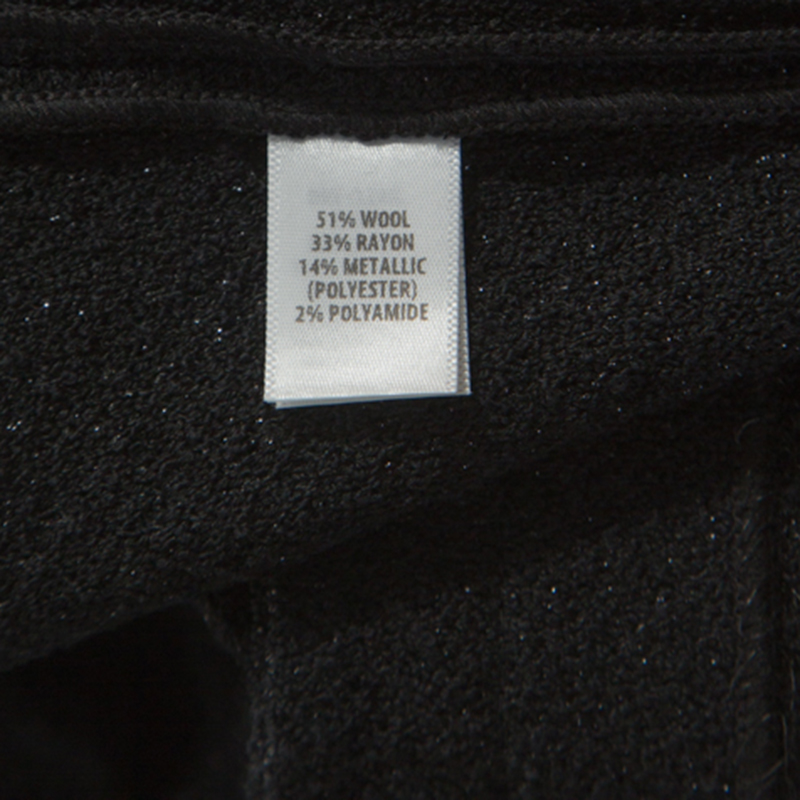 51% WOOL
33% RAYON
14% METALLIC
(POLYESTER)
2% POLYAMIDE